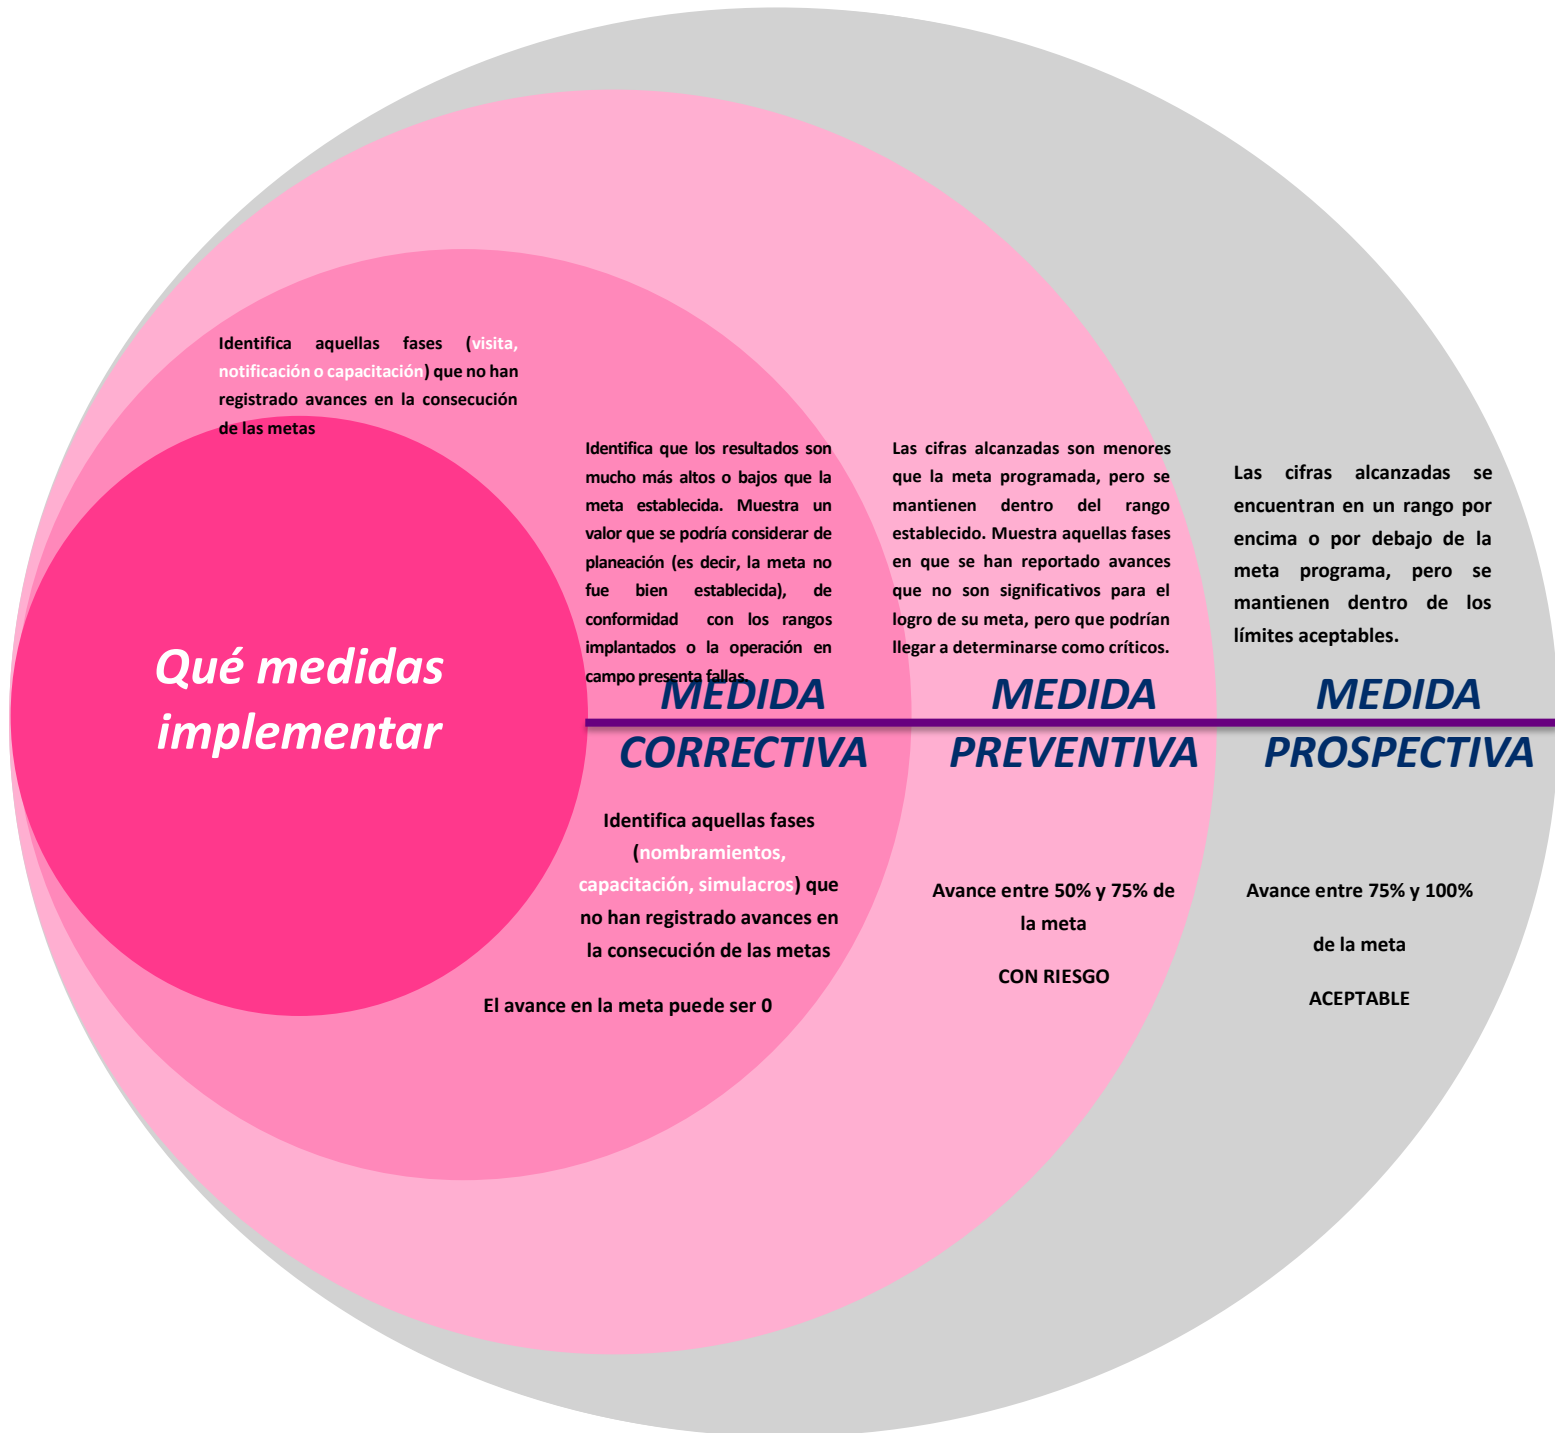 Identifica aquellas fases (visita,
notificación o capacitación) que no han
registrado avances en la consecución
de las metas
Qué medidas
implementar
Identifica que los resultados son
mucho más altos o bajos que la
meta establecida. Muestra un
valor que se podría considerar de
planeación (es decir, la meta no
fue bien establecida), de
conformidad con los rangos
implantados o la operación en
campo presenta fallas.
MEDIDA
CORRECTIVA
Identifica aquellas fases
(nombramientos,
capacitación, simulacros) que
no han registrado avances en
la consecución de las metas
El avance en la meta puede ser 0
Las cifras alcanzadas son menores
que la meta programada, pero se
mantienen dentro del rango
establecido. Muestra aquellas fases
en que se han reportado avances
que no son significativos para el
logro de su meta, pero que podrían
llegar a determinarse como críticos.
MEDIDA
PREVENTIVA
Avance entre 50% y 75% de
la meta
CON RIESGO
Las cifras alcanzadas se
encuentran en un rango por
encima o por debajo de la
meta programa, pero se
mantienen dentro de los
límites aceptables.
MEDIDA
PROSPECTIVA
Avance entre 75% y 100%
de la meta
ACEPTABLE